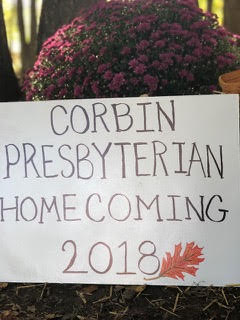 CORBIN
PRESBYTERIAN
HOMECOMING
2018